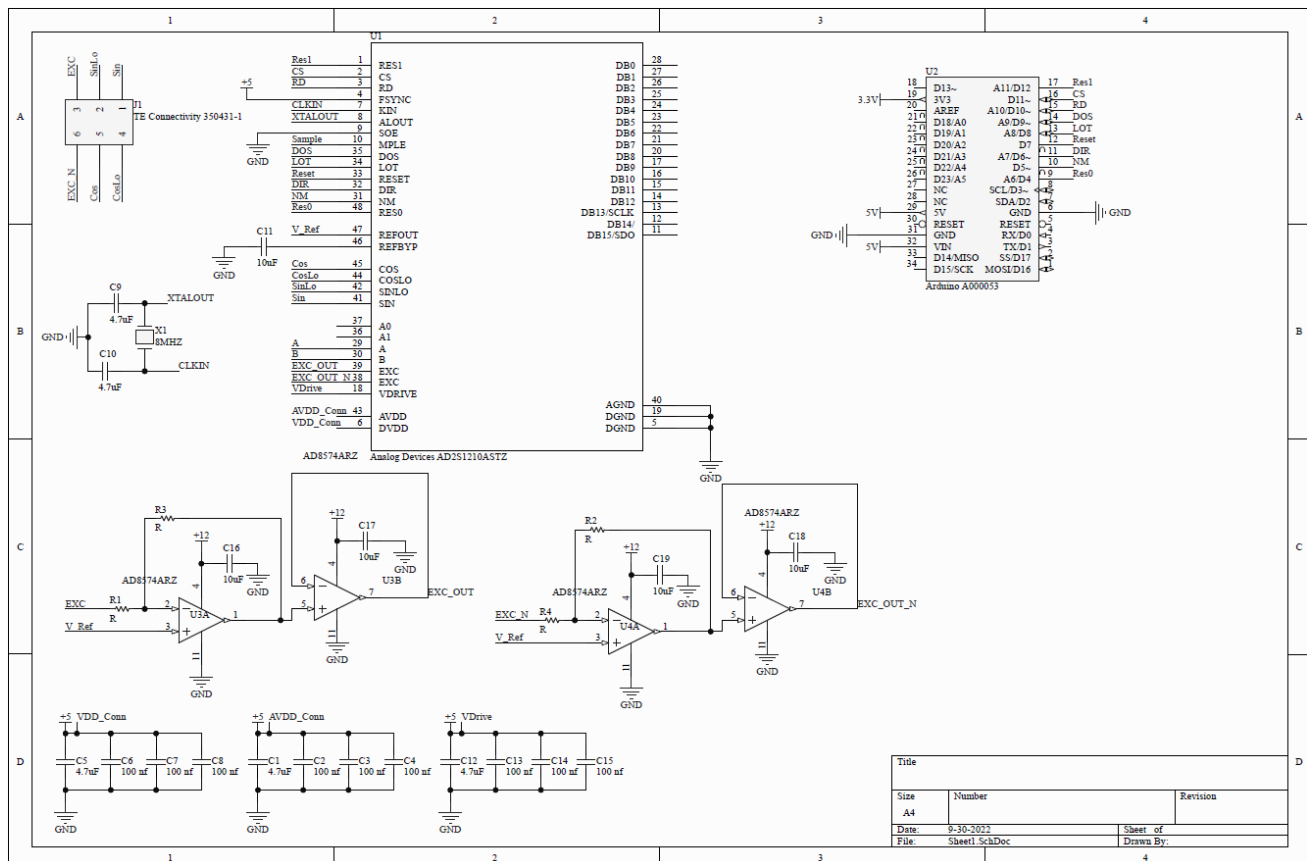 1 2 3 4
A A
B B
C C
D D
1 2 3 4
EXC SinLo Sin
3 2 1
J1
TE Connectivity 350431-1
6 5 4
EXC_N Cos CosLo
U1
Res1 1 RES1
CS 2 CS
RD 3 RD
+5
4 FSYNC
CLKIN 7 KIN
XTALOUT 8 ALOUT
9 SOE
GND
Sample 10 MPLE
DOS 35 DOS
LOT 34 LOT
Reset 33 RESET
DIR 32 DIR
NM 31 NM
Res0 48 RES0
V_Ref 47 REFOUT
46 REFBYP
C11
10uF
GND
Cos 45 COS
CosLo 44 COSLO
SinLo 42 SINLO
Sin 41 SIN
37 A0
36 A1
A 29 A
B 30 B
EXC_OUT 39 EXC
EXC_OUT_N 38 EXC
VDrive 18 VDRIVE
AVDD_Conn 43 AVDD
VDD_Conn 6 DVDD
DB0 28
DB1 27
DB2 26
DB3 25
DB4 24
DB5 23
DB6 22
DB7 21
DB8 20
DB9 17
DB10 16
DB11 15
DB12 14
DB13/SCLK 13
DB14/ 12
DB15/SDO 11
AGND 40
DGND 19
DGND 5
GND
Analog Devices AD2S1210ASTZ
C9
4.7uF
XTALOUT
GND
X1
8MHZ
C10
4.7uF
CLKIN
U2
18 D13~
3.3V 19 3V3
20 AREF
21 D18/A0
22 D19/A1
23 D20/A2
24 D21/A3
25 D22/A4
26 D23/A5
27 NC
28 NC
5V 29 5V
30 RESET
GND 31 GND
5V 32 VIN
33 D14/MISO
34 D15/SCK
A11/D12 17 Res1
D11~ 16 CS
A10/D10~ 15 RD
A9/D9~ 14 DOS
A8/D8 13 LOT
D7 12 Reset
A7/D6~ 11 DIR
D5~ 10 NM
A6/D4 9 Res0
SCL/D3~ 8
SDA/D2 7
GND 6 GND
RESET 5
RX/D0 4
TX/D1 3
SS/D17 2
MOSI/D16 1
Arduino A000053
R3
R
+12
C16
10uF
GND
AD8574ARZ
4
EXC
R1
R
2
U3A
1
V_Ref
3
11
GND
AD8574ARZ
+12
C17
10uF
GND
4
U3B
6
5
7
EXC_OUT
11
GND
R2
R
+12
C19
10uF
GND
AD8574ARZ
4
EXC_N
R4
R
2
U4A
1
V_Ref
3
11
GND
AD8574ARZ
+12
C18
10uF
GND
4
U4B
6
5
7
EXC_OUT_N
11
GND
+5 VDD_Conn
C5 C6 C7 C8
4.7uF 100 nf 100 nf 100 nf
GND
+5 AVDD_Conn
C1 C2 C3 C4
4.7uF 100 nf 100 nf 100 nf
GND
+5 VDrive
C12 C13 C14 C15
4.7uF 100 nf 100 nf 100 nf
GND
Title
Size Number Revision
A4
Date: 9-30-2022 Sheet of
File: Sheet1.SchDoc Drawn By: